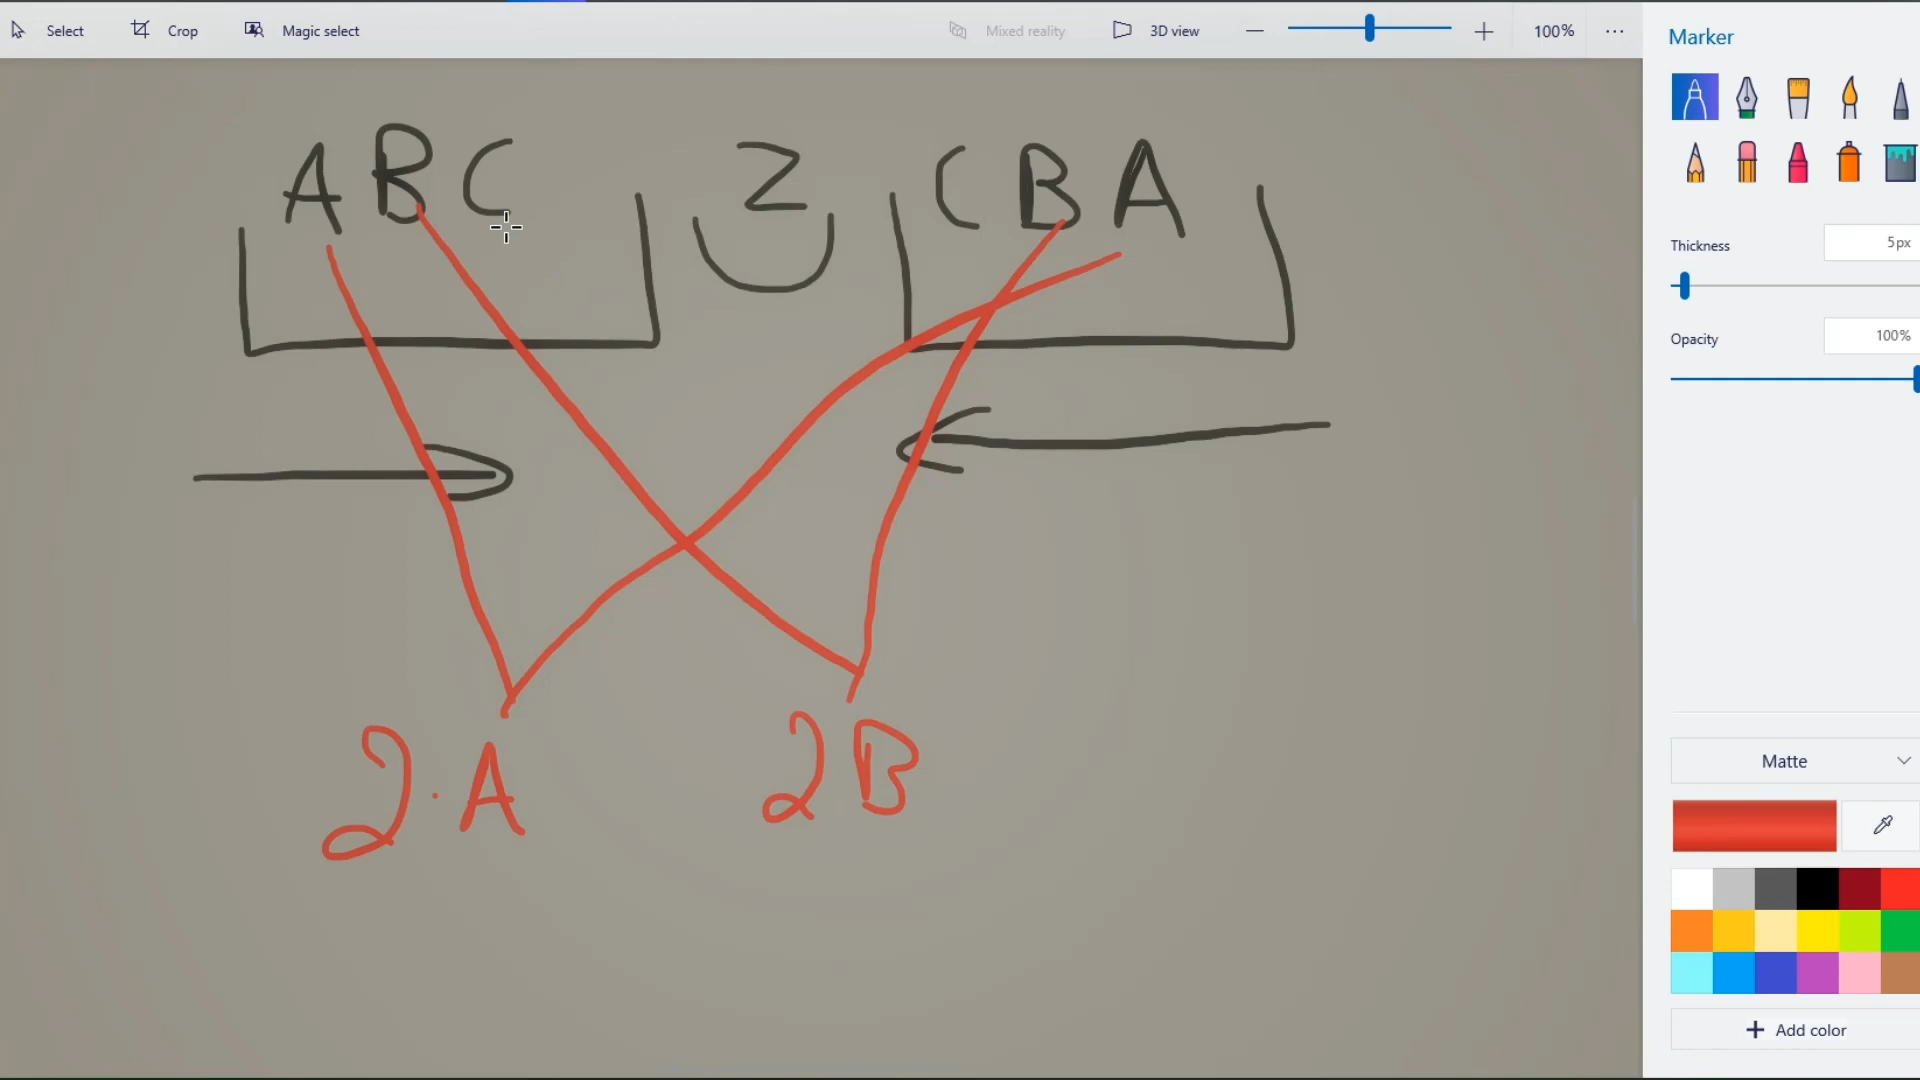 Select Crop Magic select Mixed reality 3D view 100% ...
Marker
ABC Z CBA
Thickness 5px
Opacity 100%
2·A 2B
Matte
Add color